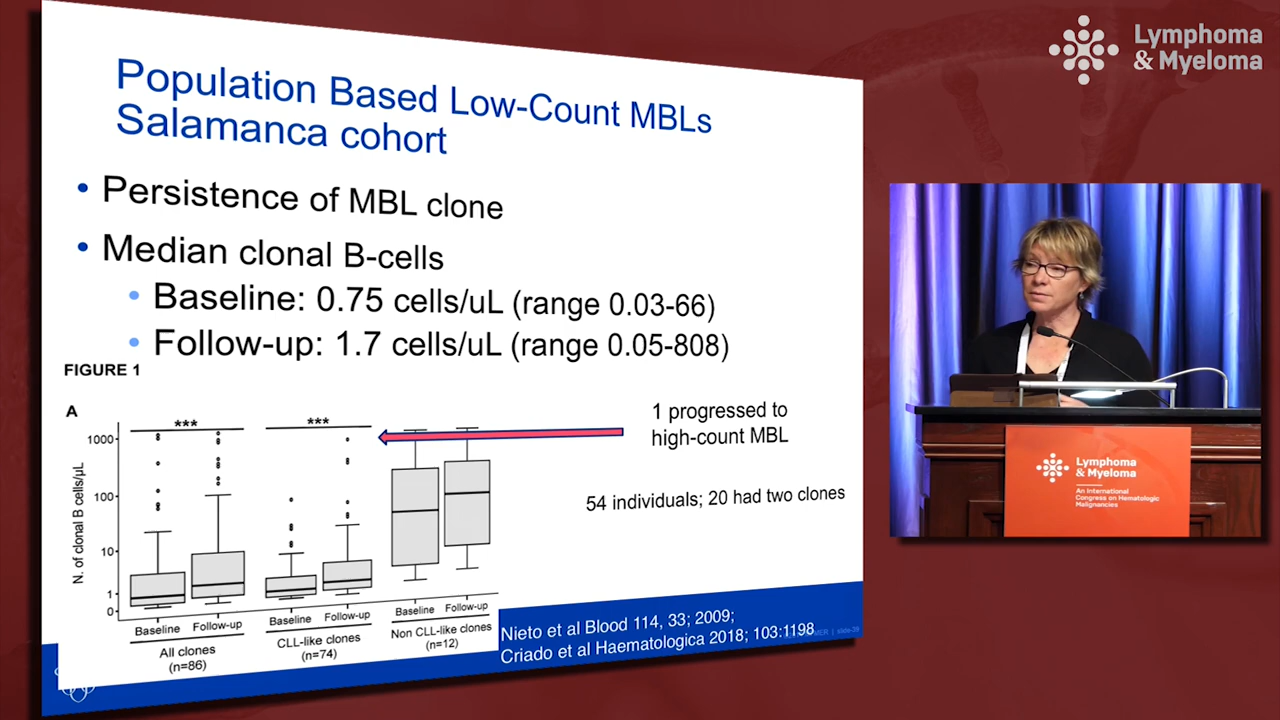 Lymphoma
& Myeloma
Population Based Low-Count MBLs
Salamanca cohort
• Persistence of MBL clone
• Median clonal B-cells
• Baseline: 0.75 cells/uL (range 0.03-66)
• Follow-up: 1.7 cells/uL (range 0.05-808)
FIGURE 1
A
N. of clonal B cells/µL
1000
100
10
1
0
***
***
Baseline
Follow-up
Baseline
Follow-up
Baseline
Follow-up
All clones
(n=86)
CLL-like clones
(n=74)
Non CLL-like clones
(n=12)
1 progressed to
high-count MBL
54 individuals; 20 had two clones
Nieto et al Blood 114, 33; 2009;
Criado et al Haematologica 2018; 103:1198
Lymphoma
& Myeloma
An International
Congress on Hematologic
Malignancies